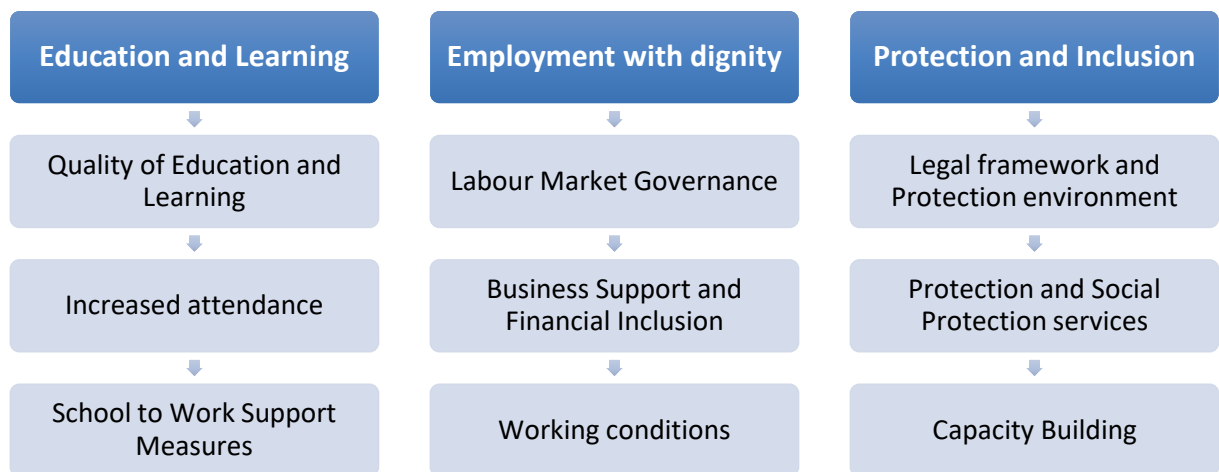 Education and Learning
Quality of Education and
Learning
Increased attendance
School to Work Support
Measures
Employment with dignity
Labour Market Governance
Business Support and
Financial Inclusion
Working conditions
Protection and Inclusion
Legal framework and
Protection environment
Protection and Social
Protection services
Capacity Building